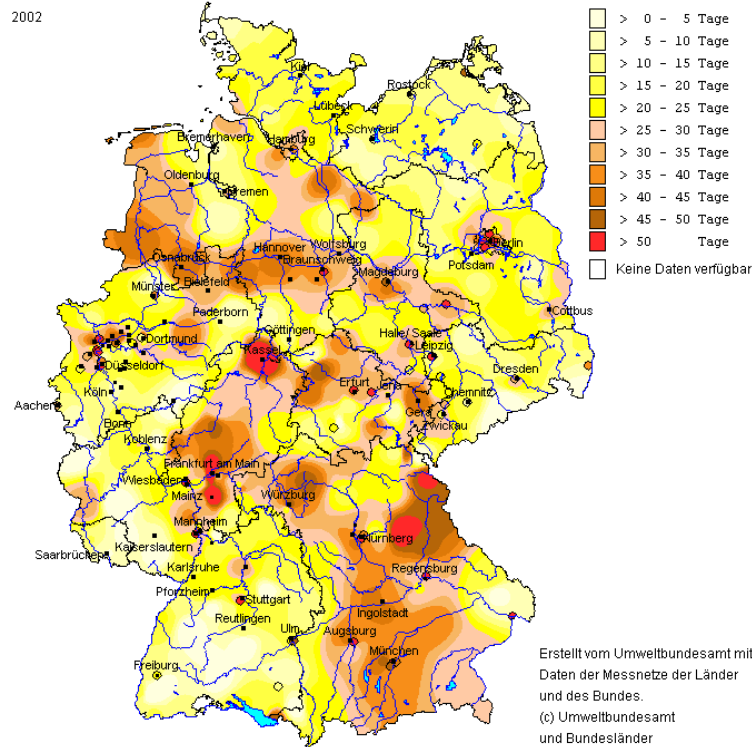 2002
> 0 - 5 Tage
> 5 - 10 Tage
> 10 - 15 Tage
> 15 - 20 Tage
> 20 - 25 Tage
> 25 - 30 Tage
> 30 - 35 Tage
> 35 - 40 Tage
> 40 - 45 Tage
> 45 - 50 Tage
> 50 Tage
Keine Daten verfügbar
Kiel
Rostock
Lübeck
Schwerin
Bremerhaven
Hamburg
Oldenburg
Bremen
Berlin
Hannover
Wolfsburg
Osnabrück
Braunschweig
Potsdam
Magdeburg
Bielefeld
Münster
Paderborn
Cottbus
Göttingen
Halle/Saale
Dortmund
Leipzig
Kassel
Düsseldorf
Dresden
Erfurt
Jena
Köln
Chemnitz
Aachen
Gera
Bonn
Zwickau
Koblenz
Frankfurt am Main
Wiesbaden
Mainz
Würzburg
Mannheim
Nürnberg
Kaiserslautern
Saarbrücken
Regensburg
Karlsruhe
Pforzheim
Stuttgart
Ingolstadt
Reutlingen
Ulm
Augsburg
München
Freiburg
Erstellt vom Umweltbundesamt mit
Daten der Messnetze der Länder
und des Bundes.
(c) Umweltbundesamt
und Bundesländer